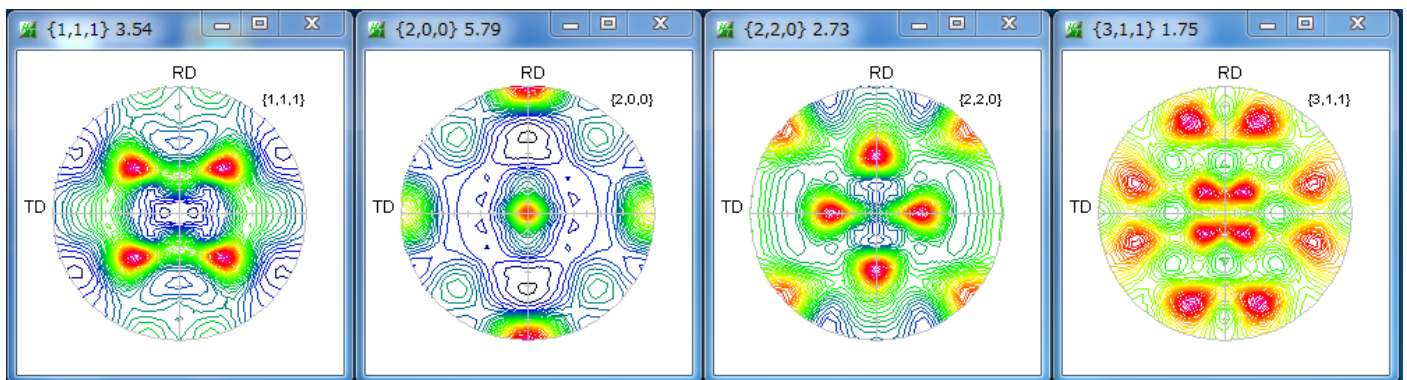 {1,1,1} 3.54
RD
{1,1,1}
TD
{2,0,0} 5.79
RD
{2,0,0}
TD
{2,2,0} 2.73
RD
{2,2,0}
TD
{3,1,1} 1.75
RD
{3,1,1}
TD